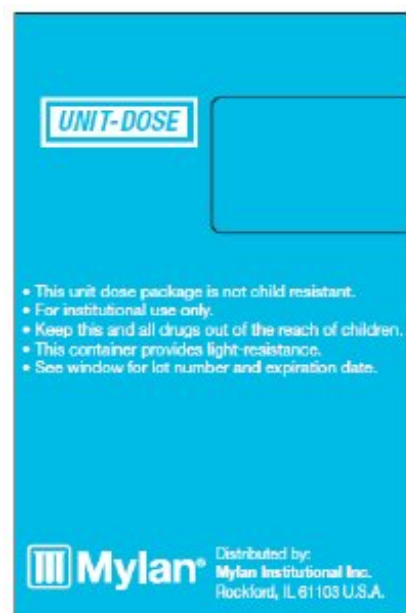 UNIT-DOSE
• This unit dose package is not child resistant.
• For institutional use only.
• Keep this and all drugs out of the reach of children.
• This container provides light-resistance.
• See window for lot number and expiration date.
Mylan®
Distributed by:
Mylan Institutional Inc.
Rockford, IL 61103 U.S.A.